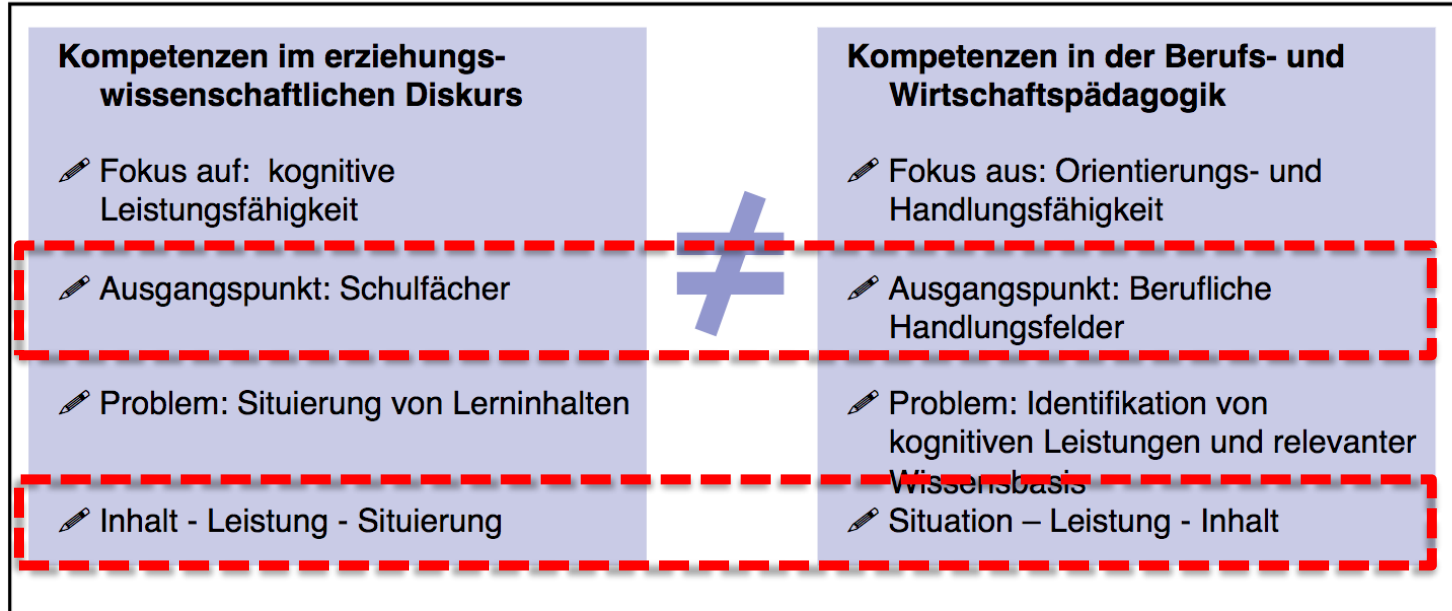 Kompetenzen im erziehungs-
wissenschaftlichen Diskurs
Fokus auf: kognitive
Leistungsfähigkeit
Ausgangspunkt: Schulfächer
Problem: Situierung von Lerninhalten
Inhalt - Leistung - Situierung
≠
Kompetenzen in der Berufs- und
Wirtschaftspädagogik
Fokus aus: Orientierungs- und
Handlungsfähigkeit
Ausgangspunkt: Berufliche
Handlungsfelder
Problem: Identifikation von
kognitiven Leistungen und relevanter
Wissensbasis
Situation – Leistung - Inhalt